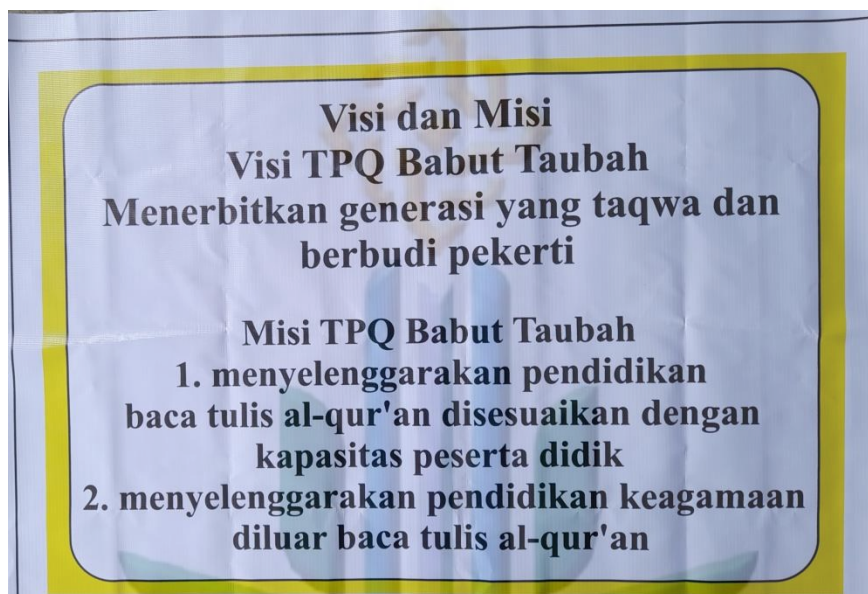 Visi dan Misi
Visi TPQ Babut Taubah
Menerbitkan generasi yang taqwa dan
berbudi pekerti
Misi TPQ Babut Taubah
1. menyelenggarakan pendidikan
baca tulis al-qur'an disesuaikan dengan
kapasitas peserta didik
2. menyelenggarakan pendidikan keagamaan
diluar baca tulis al-qur'an